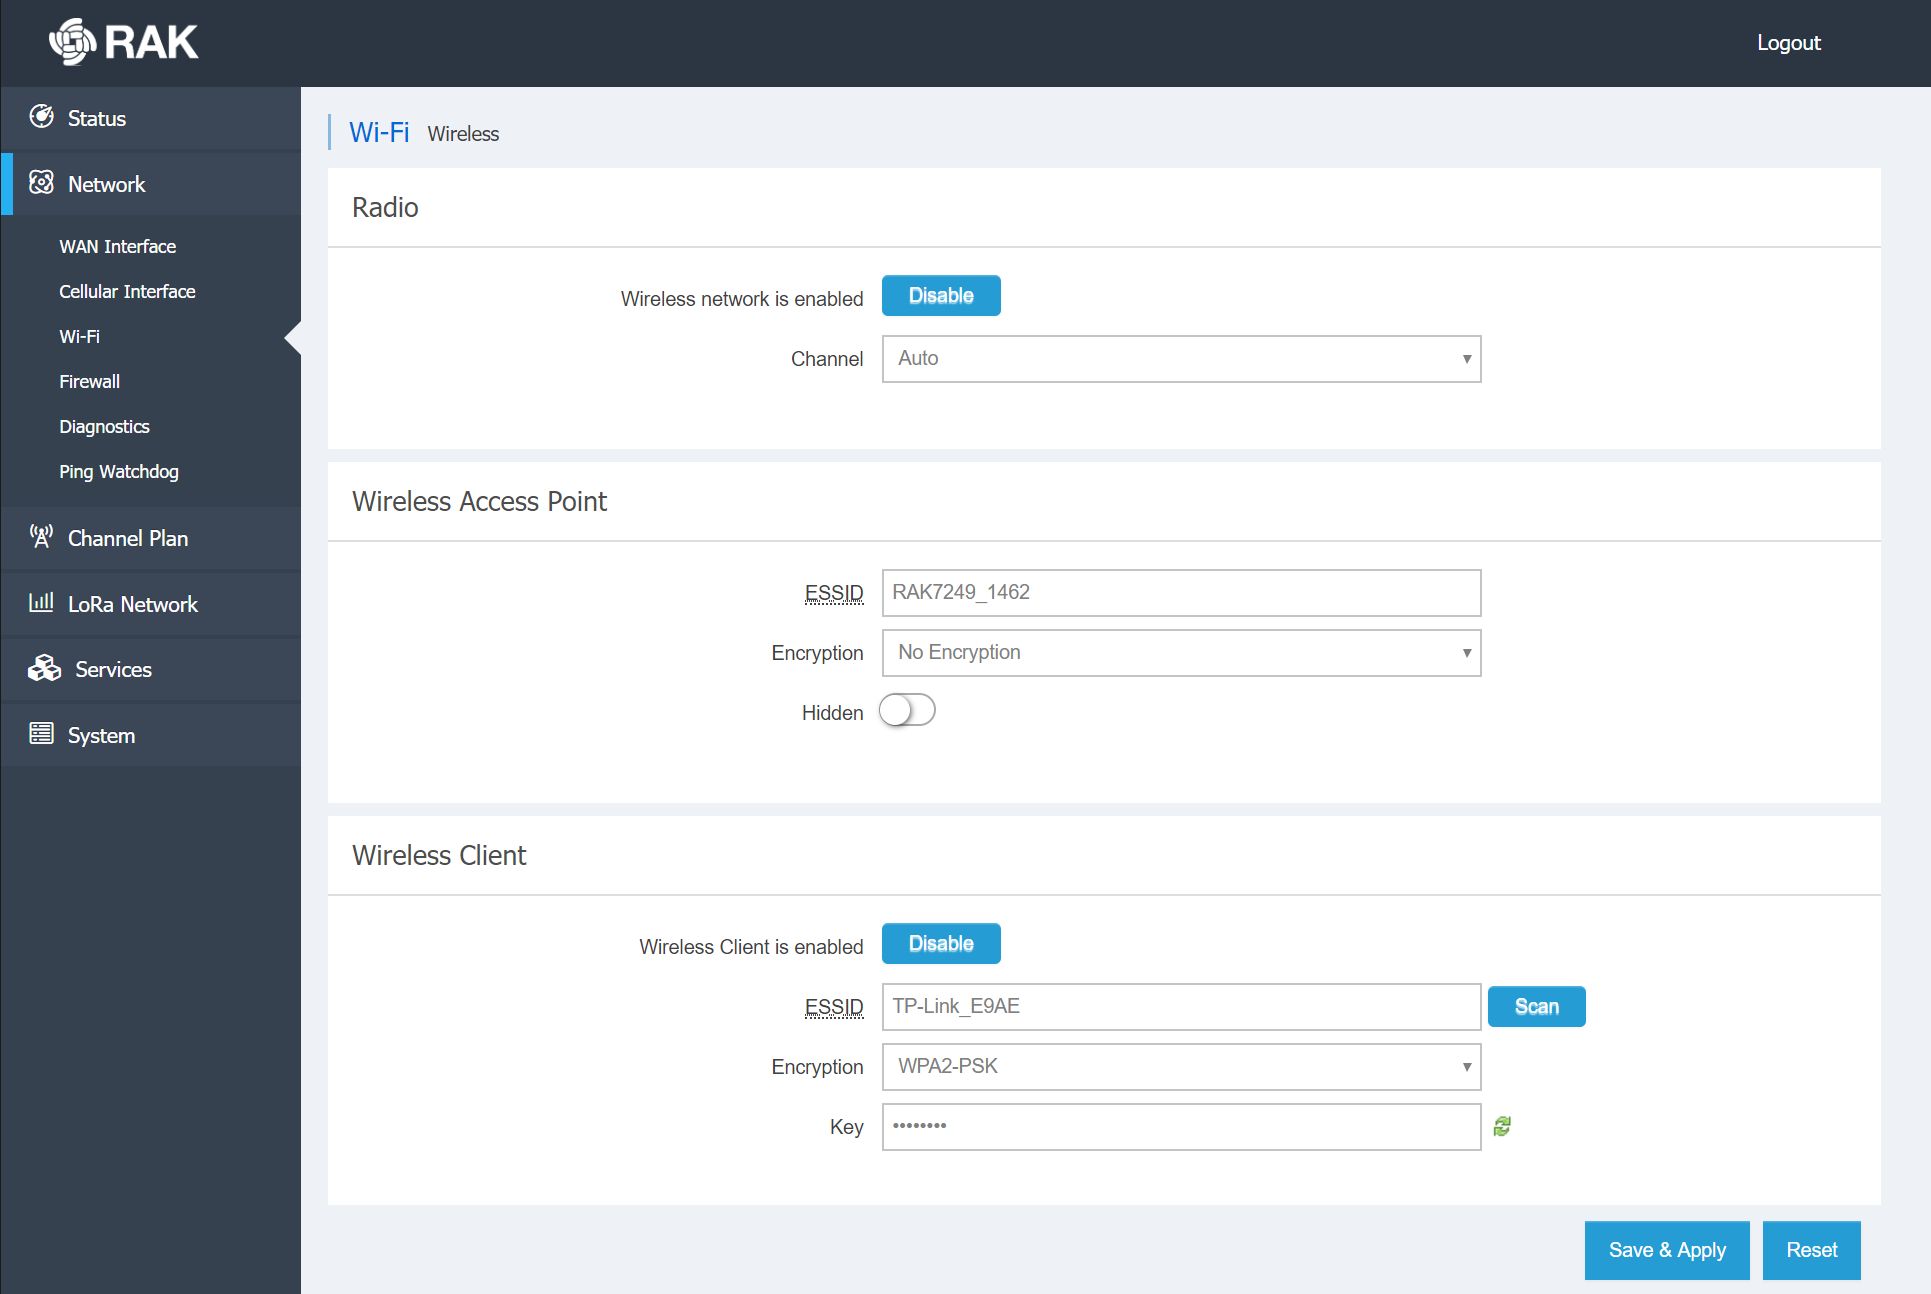 RAK
Logout
Status
Network
WAN Interface
Cellular Interface
Wi-Fi
Firewall
Diagnostics
Ping Watchdog
Channel Plan
LoRa Network
Services
System
Wi-Fi Wireless
Radio
Wireless network is enabled Disable
Channel Auto
Wireless Access Point
ESSID RAK7249_1462
Encryption No Encryption
Hidden
Wireless Client
Wireless Client is enabled Disable
ESSID TP-Link_E9AE Scan
Encryption WPA2-PSK
Key ••••••••
Save & Apply Reset